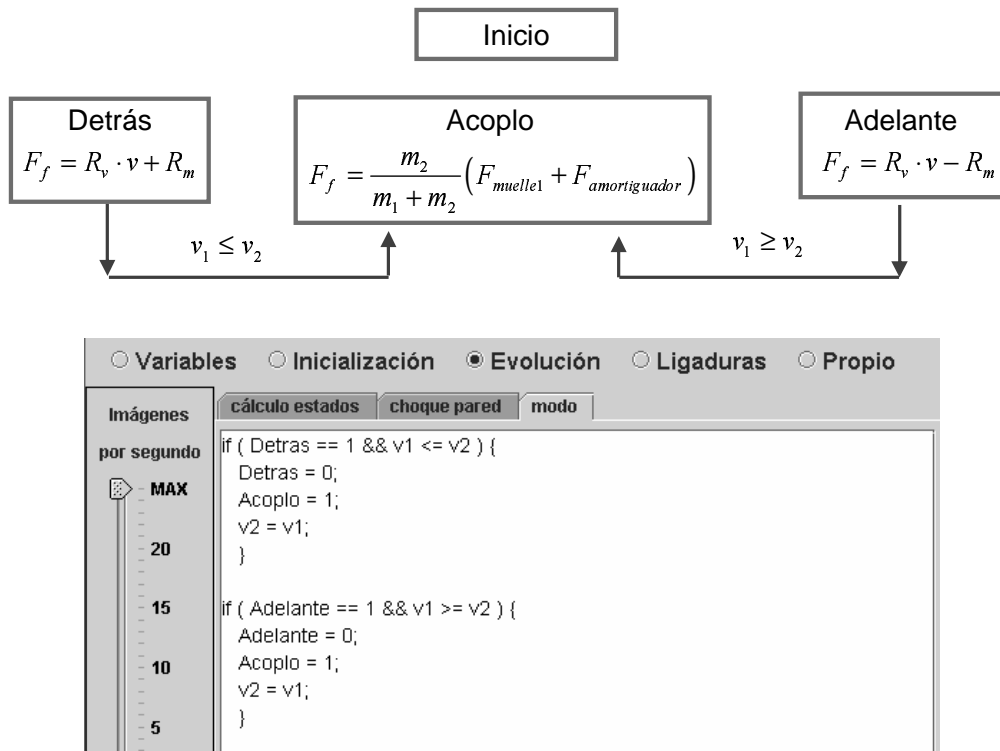 Inicio
Detrás
F_f = R_v · v + R_m
Acoplo
F_f = m_2 / (m_1 + m_2) (F_muelle1 + F_amortiguador)
Adelante
F_f = R_v · v − R_m
v_1 ≤ v_2
v_1 ≥ v_2
Variables Inicialización Evolución Ligaduras Propio
Imágenes
por segundo
MAX
20
15
10
5
cálculo estados choque pared modo
if ( Detras == 1 && v1 <= v2 ) {
Detras = 0;
Acoplo = 1;
v2 = v1;
}
if ( Adelante == 1 && v1 >= v2 ) {
Adelante = 0;
Acoplo = 1;
v2 = v1;
}